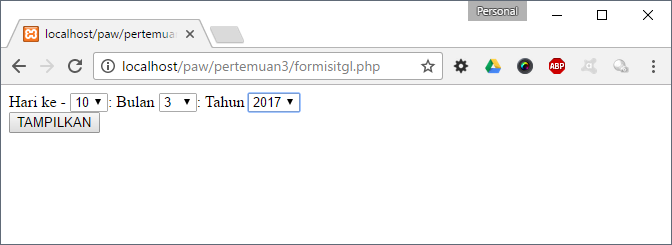 Personal
localhost/paw/pertemuan
localhost/paw/pertemuan3/formisitgl.php
ABP
Hari ke - 10 : Bulan 3 : Tahun 2017
TAMPILKAN